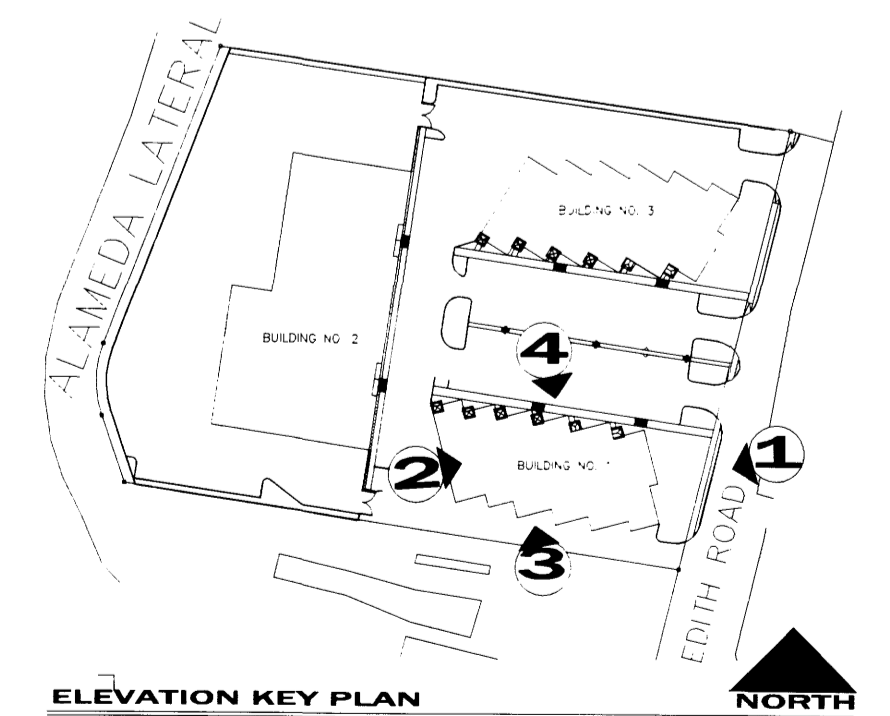 ALAMEDA LATERAL
BUILDING NO. 3
BUILDING NO. 2
4
1
2
BUILDING NO. 1
3
EDITH ROAD
ELEVATION KEY PLAN
NORTH